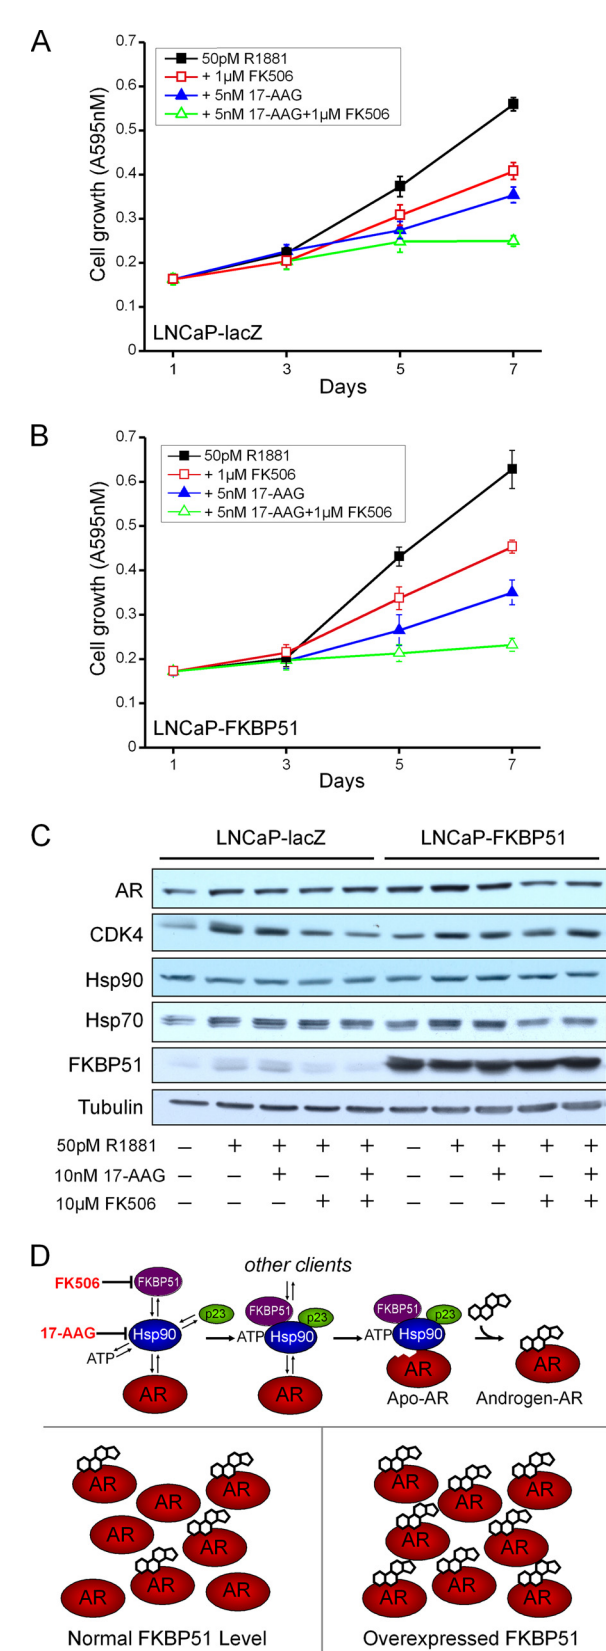 A
0.7
0.6
0.5
0.4
0.3
0.2
0.1
0
Cell growth (A595nM)
50pM R1881
+ 1µM FK506
+ 5nM 17-AAG
+ 5nM 17-AAG+1µM FK506
LNCaP-lacZ
1 3 5 7
Days
B
0.7
0.6
0.5
0.4
0.3
0.2
0.1
0
Cell growth (A595nM)
50pM R1881
+ 1µM FK506
+ 5nM 17-AAG
+ 5nM 17-AAG+1µM FK506
LNCaP-FKBP51
1 3 5 7
Days
C
LNCaP-lacZ LNCaP-FKBP51
AR
CDK4
Hsp90
Hsp70
FKBP51
Tubulin
50pM R1881 – + + + + – + + + +
10nM 17-AAG – – + – + – – + – +
10µM FK506 – – – + + – – – + +
D
other clients
FK506 FKBP51 FKBP51 p23 FKBP51 p23
17-AAG Hsp90 p23 ATP Hsp90 ATP Hsp90
ATP
AR AR AR AR
Apo-AR Androgen-AR
AR AR AR AR AR
AR AR AR AR
AR AR AR AR AR AR
Normal FKBP51 Level Overexpressed FKBP51